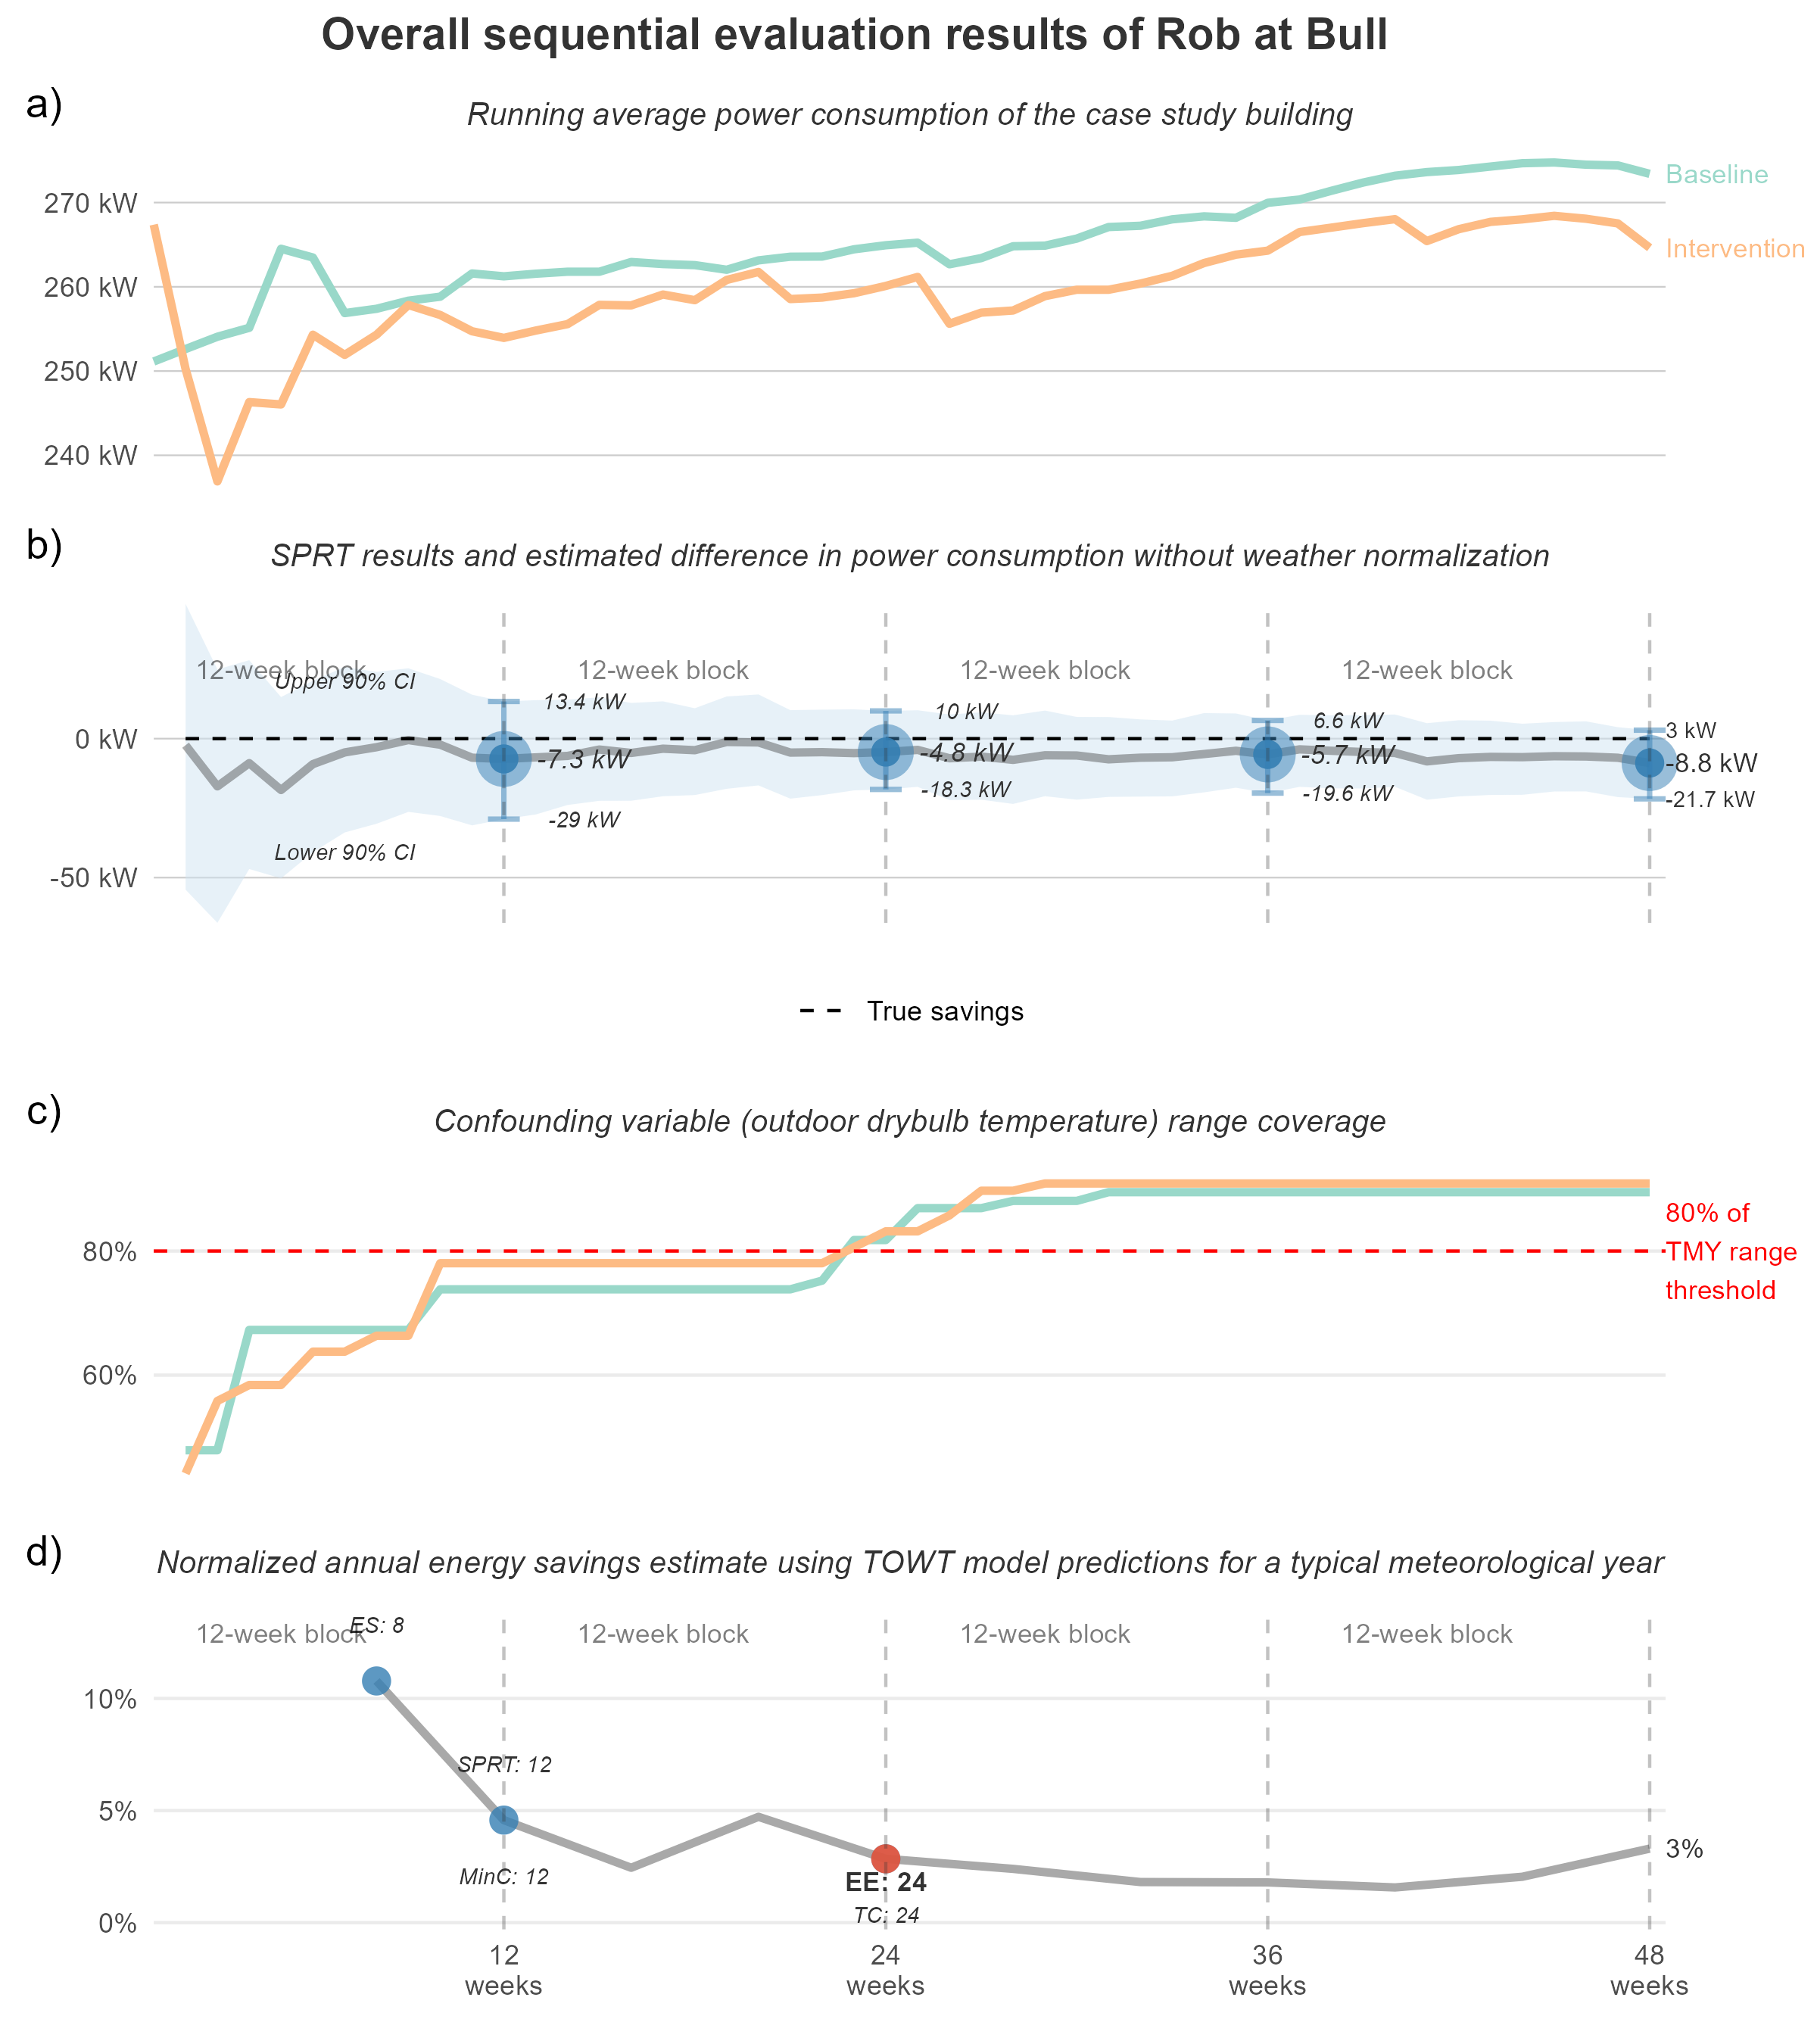 Overall sequential evaluation results of Rob at Bull
a)
Running average power consumption of the case study building
270 kW
260 kW
250 kW
240 kW
Baseline
Intervention
b)
SPRT results and estimated difference in power consumption without weather normalization
12-week block
12-week block
12-week block
12-week block
Upper 90% CI
Lower 90% CI
0 kW
-50 kW
13.4 kW
-7.3 kW
-29 kW
10 kW
-4.8 kW
-18.3 kW
6.6 kW
-5.7 kW
-19.6 kW
3 kW
-8.8 kW
-21.7 kW
True savings
c)
Confounding variable (outdoor drybulb temperature) range coverage
80%
60%
80% of
TMY range
threshold
d)
Normalized annual energy savings estimate using TOWT model predictions for a typical meteorological year
12-week block
12-week block
12-week block
12-week block
ES: 8
10%
5%
0%
SPRT: 12
MinC: 12
EE: 24
TC: 24
3%
12
weeks
24
weeks
36
weeks
48
weeks